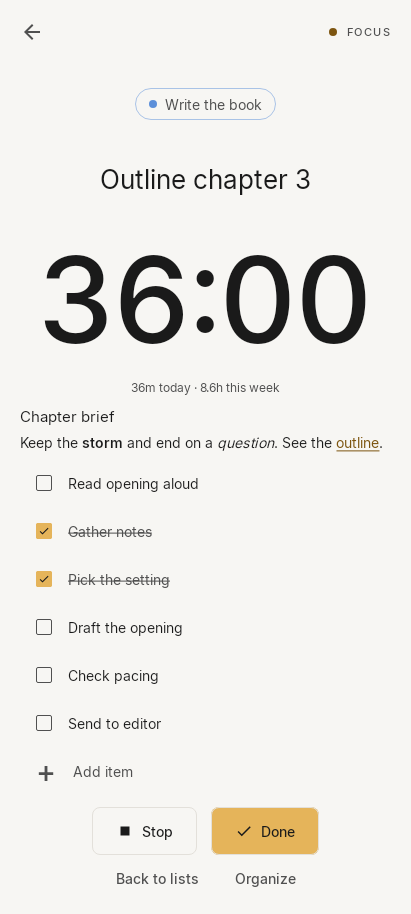 FOCUS
Write the book
Outline chapter 3
36:00
36m today · 8.6h this week
Chapter brief
Keep the storm and end on a question. See the outline.
Read opening aloud
Gather notes
Pick the setting
Draft the opening
Check pacing
Send to editor
Add item
Stop
Done
Back to lists
Organize